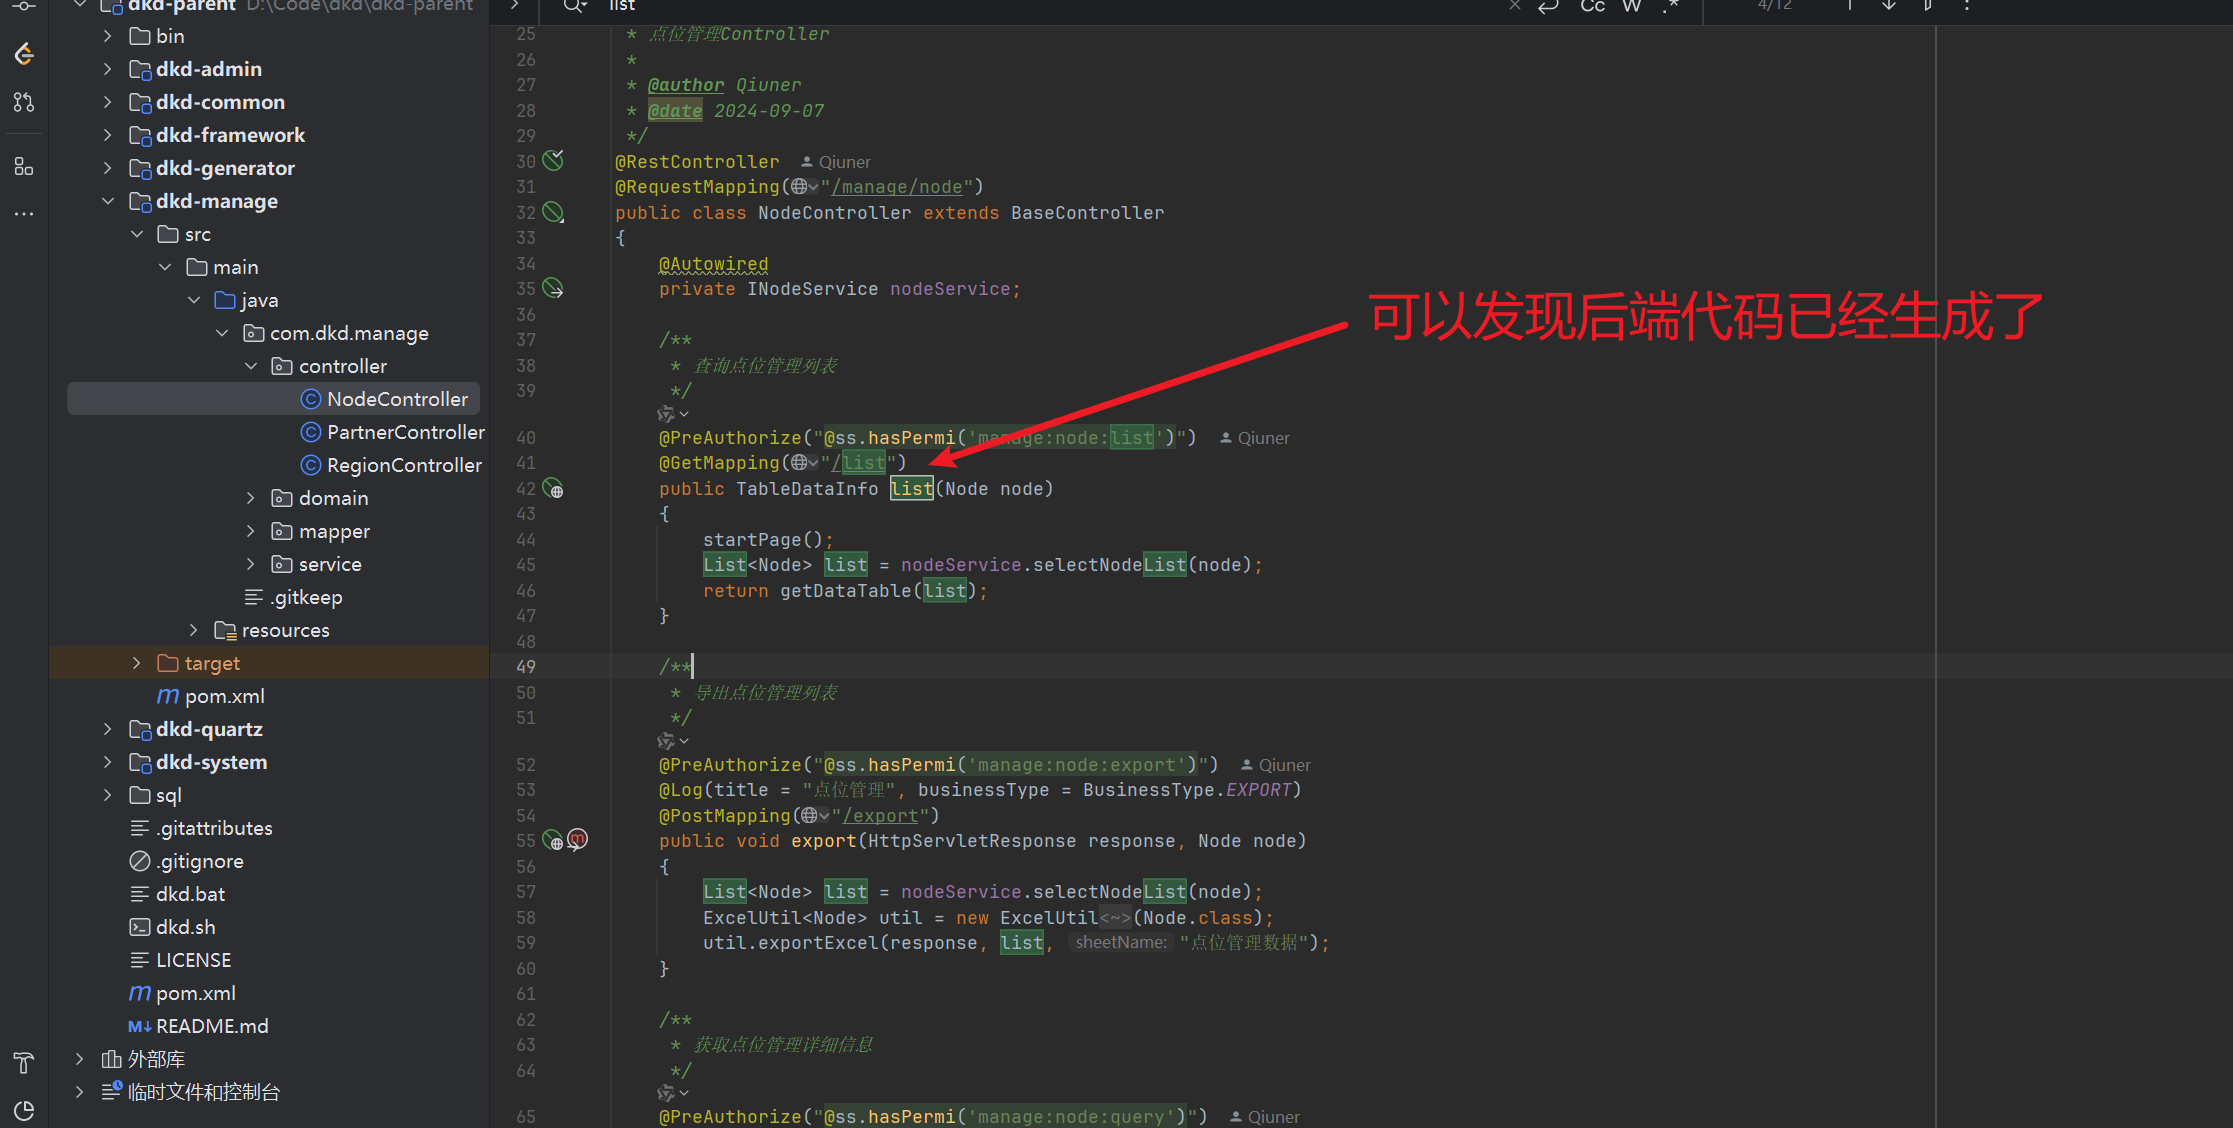 dkd-parent D:\Code\dkd\dkd-parent
bin
dkd-admin
dkd-common
dkd-framework
dkd-generator
dkd-manage
src
main
java
com.dkd.manage
controller
NodeController
PartnerController
RegionController
domain
mapper
service
.gitkeep
resources
target
pom.xml
dkd-quartz
dkd-system
sql
.gitattributes
.gitignore
dkd.bat
dkd.sh
LICENSE
pom.xml
README.md
外部库
临时文件和控制台
list
Cc W .* 4/12
25 * 点位管理Controller
26 *
27 * @author Qiuner
28 * @date 2024-09-07
29 */
30 @RestController Qiuner
31 @RequestMapping("/manage/node")
32 public class NodeController extends BaseController
33 {
34 @Autowired
35 private INodeService nodeService;
36
37 /**
38 * 查询点位管理列表
39 */
40 @PreAuthorize("@ss.hasPermi('manage:node:list')") Qiuner
41 @GetMapping("/list")
42 public TableDataInfo list(Node node)
43 {
44 startPage();
45 List<Node> list = nodeService.selectNodeList(node);
46 return getDataTable(list);
47 }
48
49 /**
50 * 导出点位管理列表
51 */
52 @PreAuthorize("@ss.hasPermi('manage:node:export')") Qiuner
53 @Log(title = "点位管理", businessType = BusinessType.EXPORT)
54 @PostMapping("/export")
55 public void export(HttpServletResponse response, Node node)
56 {
57 List<Node> list = nodeService.selectNodeList(node);
58 ExcelUtil<Node> util = new ExcelUtil<~>(Node.class);
59 util.exportExcel(response, list, sheetName: "点位管理数据");
60 }
61
62 /**
63 * 获取点位管理详细信息
64 */
65 @PreAuthorize("@ss.hasPermi('manage:node:query')") Qiuner
可以发现后端代码已经生成了